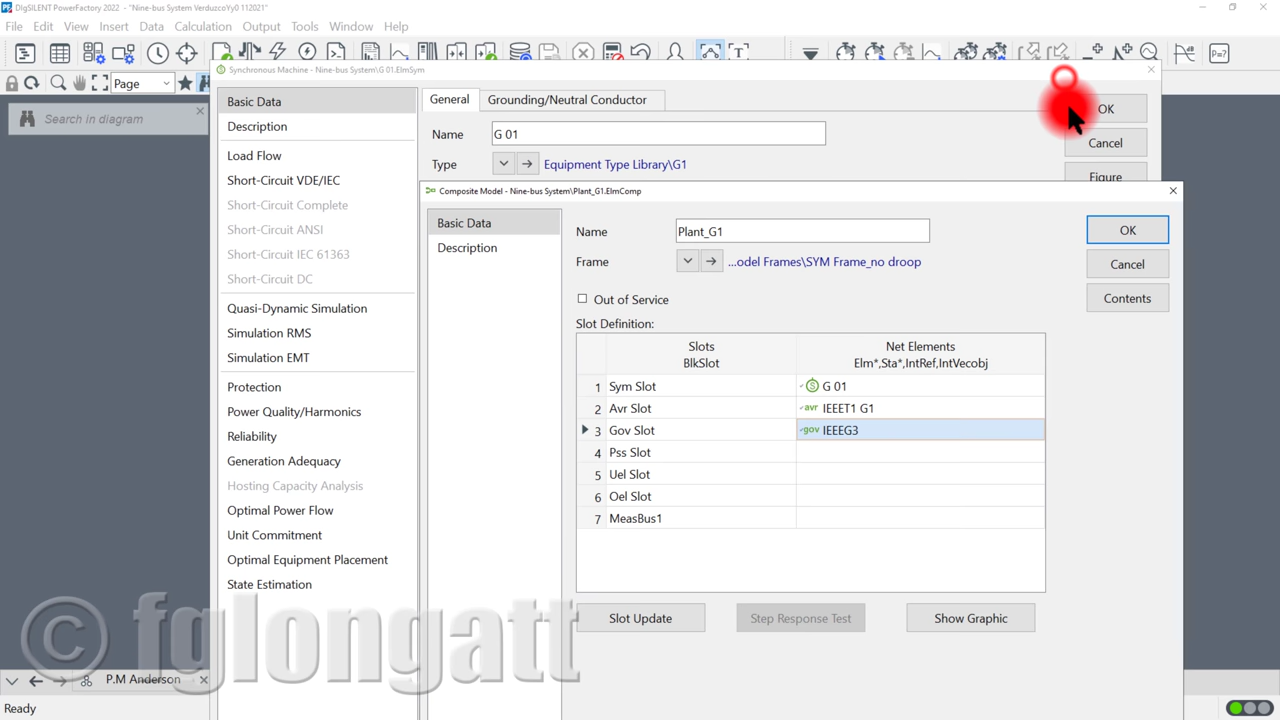 DIgSILENT PowerFactory 2022 - "Nine-bus System VerduzcoYy0 112021"
File Edit View Insert Data Calculation Output Tools Window Help
T
P=?
Page
Synchronous Machine - Nine-bus System\G 01.ElmSym
Search in diagram
Basic Data
Description
Load Flow
Short-Circuit VDE/IEC
Short-Circuit Complete
Short-Circuit ANSI
Short-Circuit IEC 61363
Short-Circuit DC
Quasi-Dynamic Simulation
Simulation RMS
Simulation EMT
Protection
Power Quality/Harmonics
Reliability
Generation Adequacy
Hosting Capacity Analysis
Optimal Power Flow
Unit Commitment
Optimal Equipment Placement
State Estimation
General Grounding/Neutral Conductor
Name G 01
Type Equipment Type Library\G1
OK
Cancel
Figure
Composite Model - Nine-bus System\Plant_G1.ElmComp
Basic Data
Description
Name Plant_G1
Frame ...odel Frames\SYM Frame_no droop
Out of Service
Slot Definition:
OK
Cancel
Contents
Slots Net Elements
BlkSlot Elm*,Sta*,IntRef,IntVecobj
1 Sym Slot G 01
2 Avr Slot avr IEEET1 G1
3 Gov Slot gov IEEEG3
4 Pss Slot
5 Uel Slot
6 Oel Slot
7 MeasBus1
Slot Update Step Response Test Show Graphic
© fglongatt
P.M Anderson
Ready